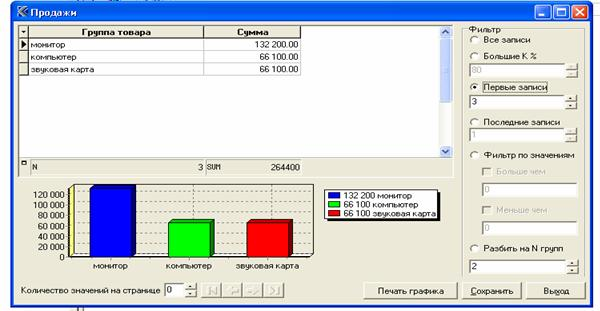 Продажи
Группа товара Сумма
монитор 132 200.00
компьютер 66 100.00
звуковая карта 66 100.00
N 3 SUM 264400
Фильтр
Все записи
Большие K %
80
Первые записи
3
Последние записи
1
Фильтр по значениям
Больше чем
0
Меньше чем
0
Разбить на N групп
2
120 000
100 000
80 000
60 000
40 000
20 000
0
монитор компьютер звуковая карта
132 200 монитор
66 100 компьютер
66 100 звуковая карта
Количество значений на странице 0
Печать графика Сохранить Выход